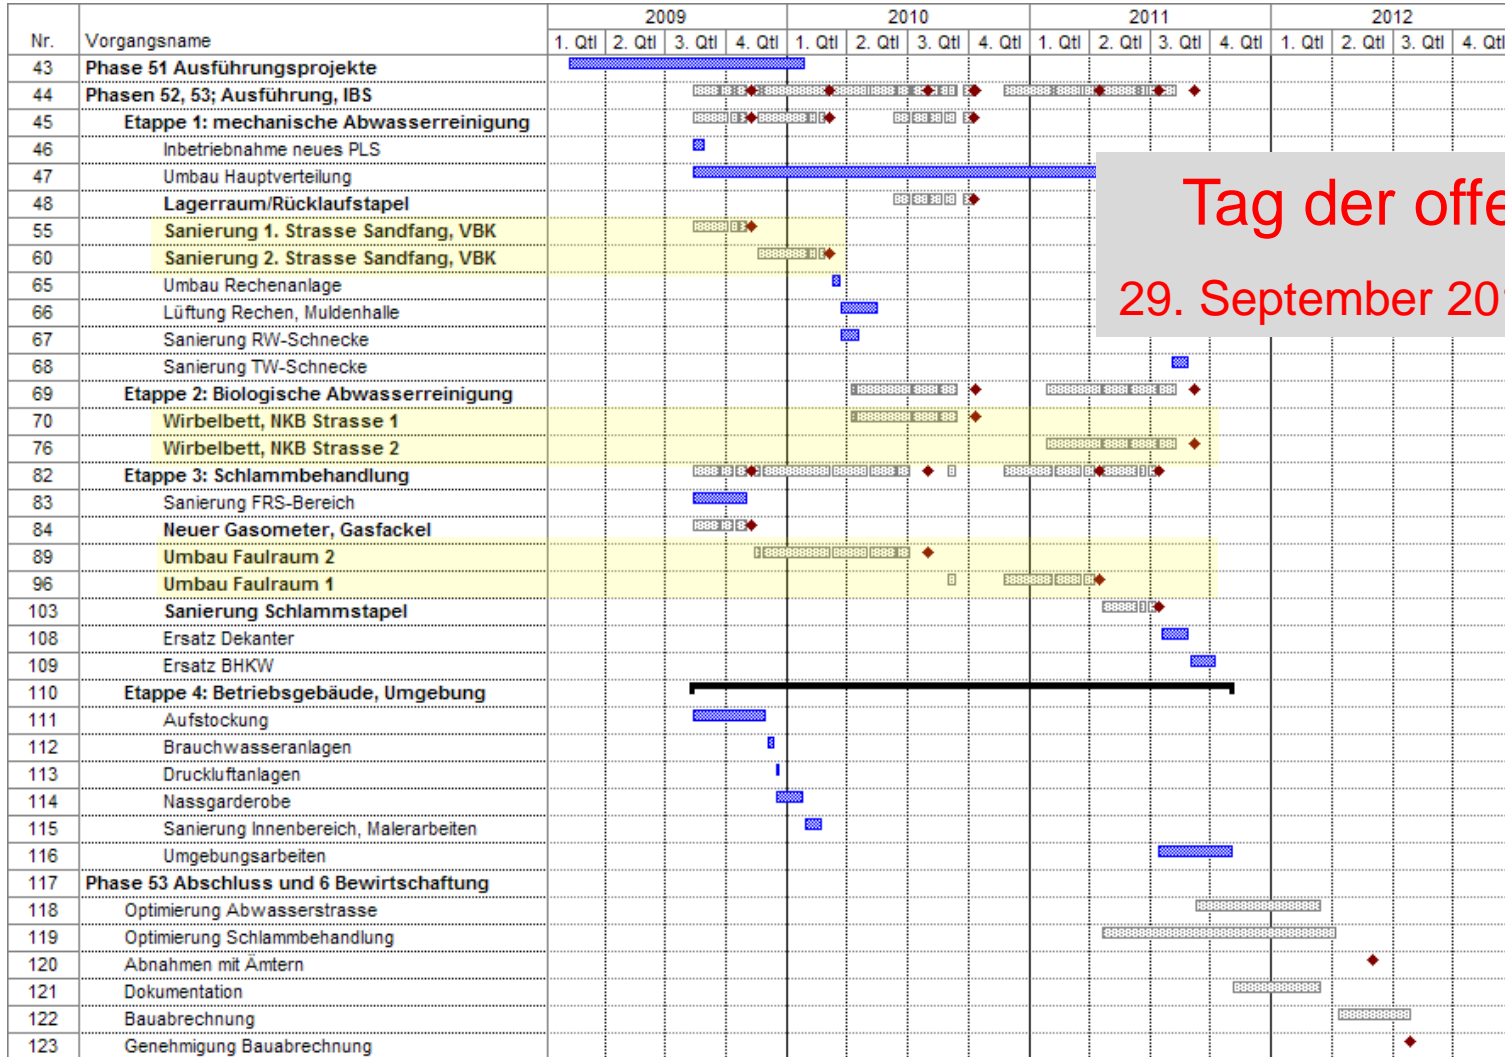 2009 2010 2011 2012
Nr. Vorgangsname 1. Qtl 2. Qtl 3. Qtl 4. Qtl 1. Qtl 2. Qtl 3. Qtl 4. Qtl 1. Qtl 2. Qtl 3. Qtl 4. Qtl 1. Qtl 2. Qtl 3. Qtl 4. Qtl
43 Phase 51 Ausführungsprojekte
44 Phasen 52, 53; Ausführung, IBS
45 Etappe 1: mechanische Abwasserreinigung
46 Inbetriebnahme neues PLS
47 Umbau Hauptverteilung
48 Lagerraum/Rücklaufstapel
55 Sanierung 1. Strasse Sandfang, VBK
60 Sanierung 2. Strasse Sandfang, VBK
65 Umbau Rechenanlage
66 Lüftung Rechen, Muldenhalle
67 Sanierung RW-Schnecke
68 Sanierung TW-Schnecke
69 Etappe 2: Biologische Abwasserreinigung
70 Wirbelbett, NKB Strasse 1
76 Wirbelbett, NKB Strasse 2
82 Etappe 3: Schlammbehandlung
83 Sanierung FRS-Bereich
84 Neuer Gasometer, Gasfackel
89 Umbau Faulraum 2
96 Umbau Faulraum 1
103 Sanierung Schlammstapel
108 Ersatz Dekanter
109 Ersatz BHKW
110 Etappe 4: Betriebsgebäude, Umgebung
111 Aufstockung
112 Brauchwasseranlagen
113 Druckluftanlagen
114 Nassgarderobe
115 Sanierung Innenbereich, Malerarbeiten
116 Umgebungsarbeiten
117 Phase 53 Abschluss und 6 Bewirtschaftung
118 Optimierung Abwasserstrasse
119 Optimierung Schlammbehandlung
120 Abnahmen mit Ämtern
121 Dokumentation
122 Bauabrechnung
123 Genehmigung Bauabrechnung
Tag der offe
29. September 20